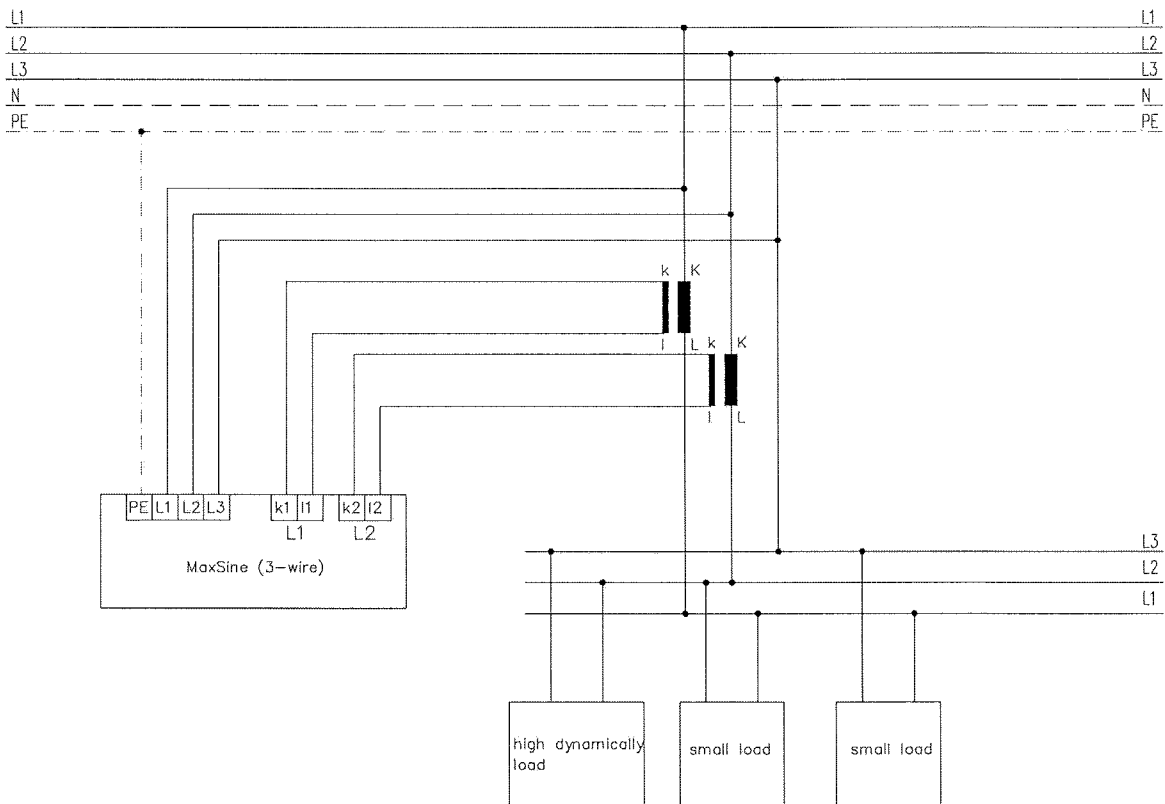 L1 L1
L2 L2
L3 L3
N N
PE PE
k K
l L
k K
l L
PE L1 L2 L3 k1 l1 k2 l2
L1 L2
MaxSine (3-wire)
L3
L2
L1
high dynamically
load
small load
small load